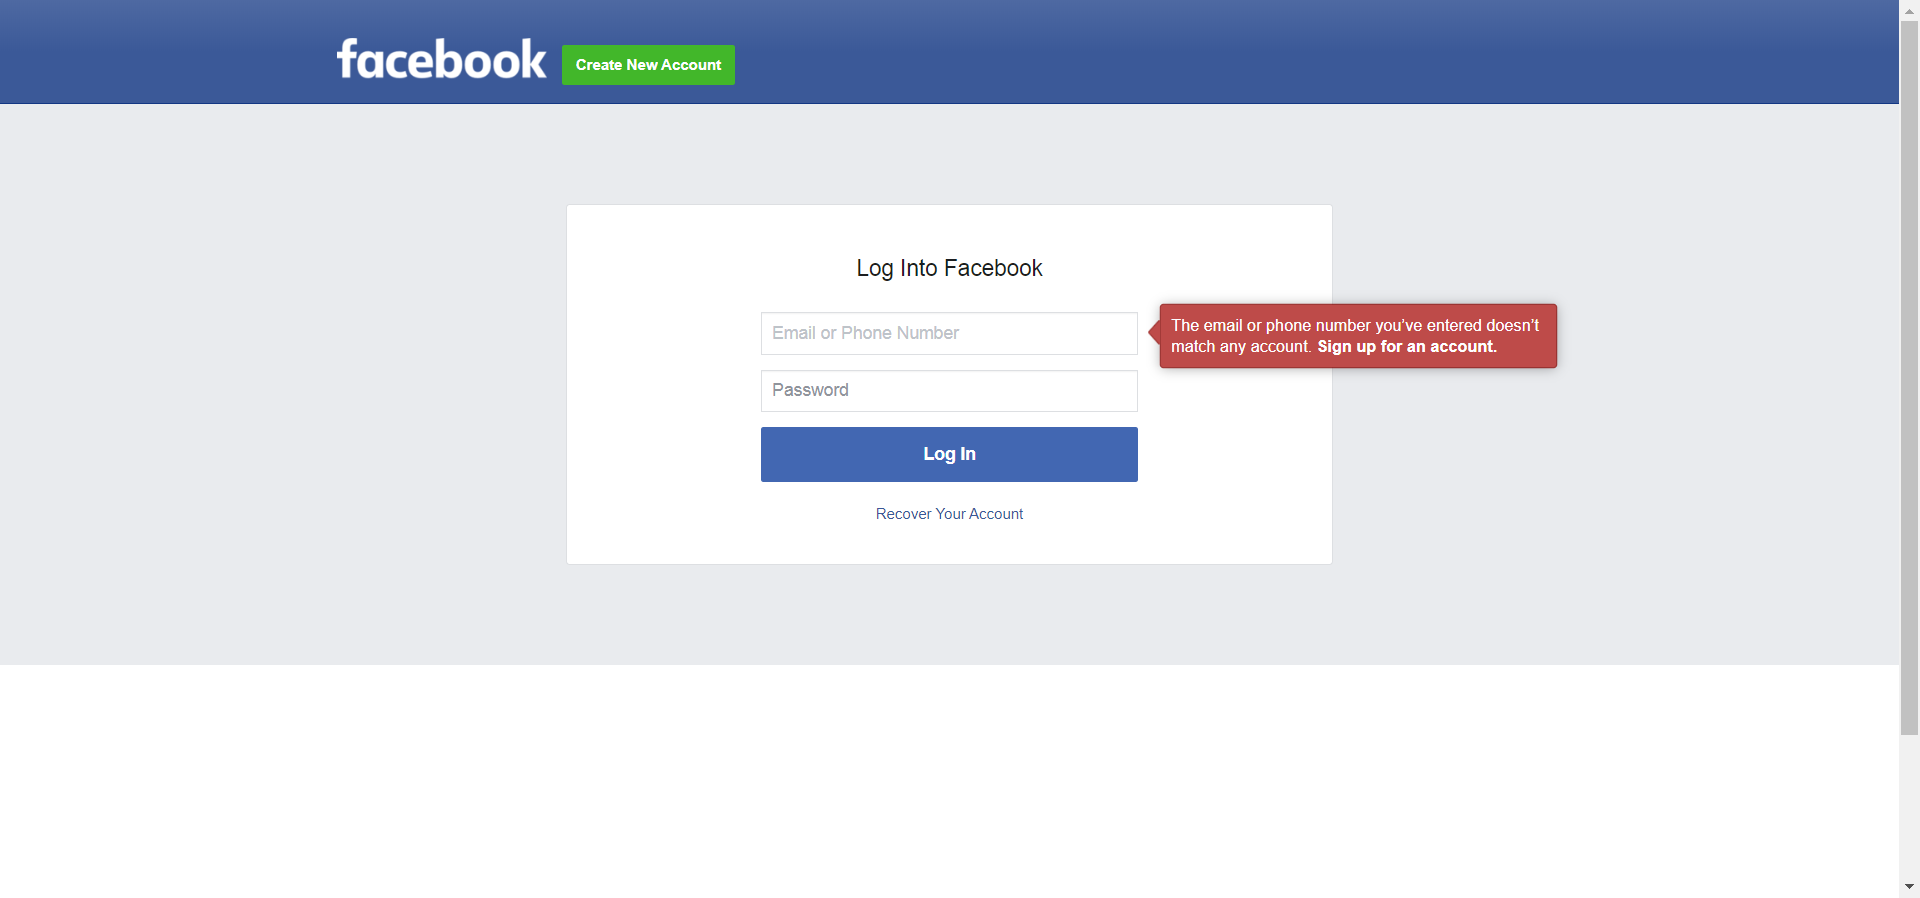 facebook
Create New Account
Log Into Facebook
Email or Phone Number
The email or phone number you’ve entered doesn’t
match any account. Sign up for an account.
Password
Log In
Recover Your Account